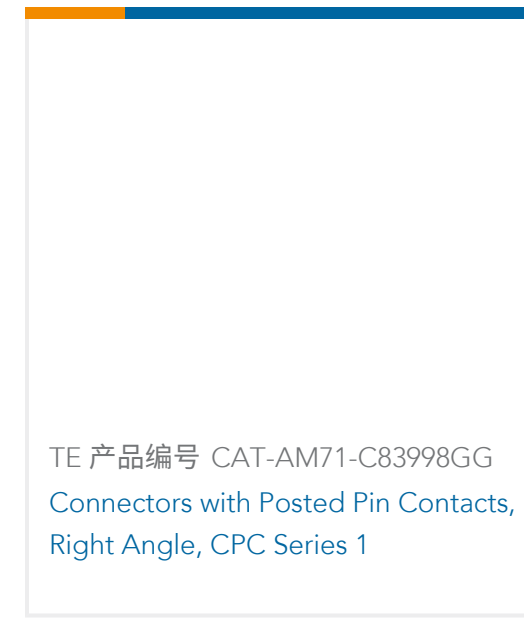 TE 产品编号 CAT-AM71-C83998GG
Connectors with Posted Pin Contacts,
Right Angle, CPC Series 1